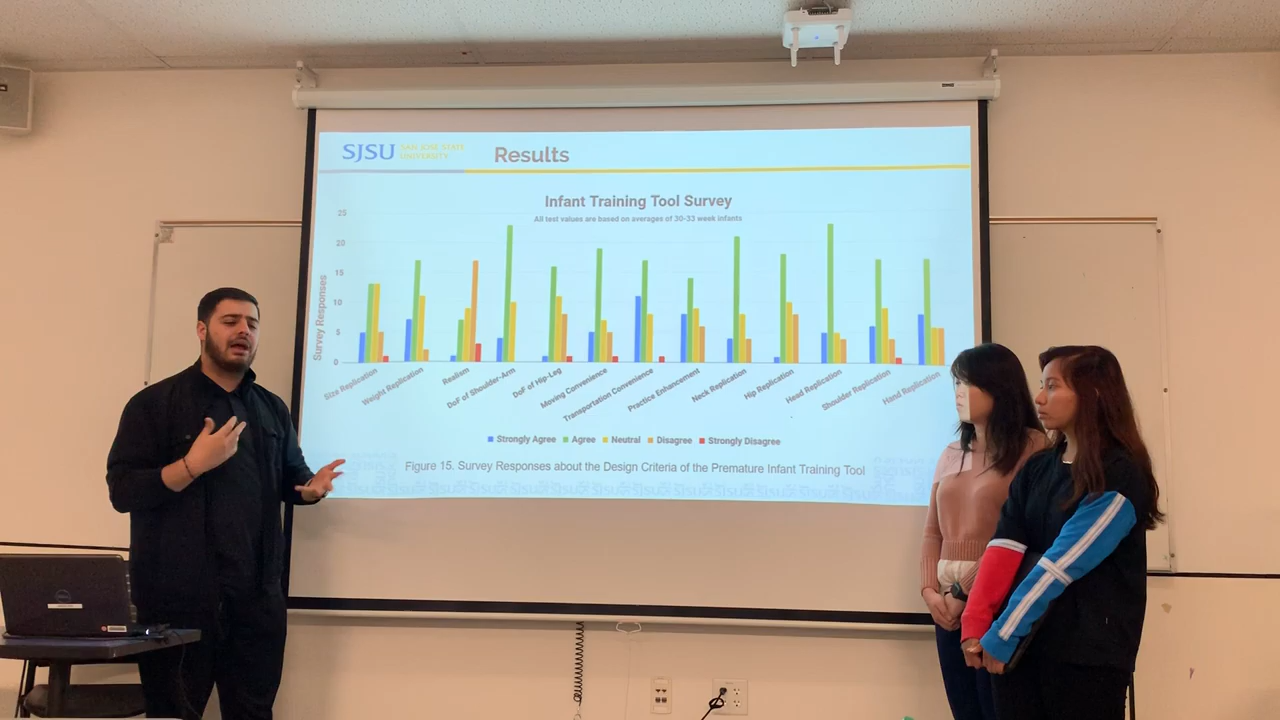 SJSU SAN JOSÉ STATE
UNIVERSITY
Results
Infant Training Tool Survey
All test values are based on averages of 30-33 week infants
25
20
15
10
5
0
Survey Responses
Size Replication
Weight Replication
Realism
DoF of Shoulder-Arm
DoF of Hip-Leg
Moving Convenience
Transportation Convenience
Practice Enhancement
Neck Replication
Hip Replication
Head Replication
Shoulder Replication
Hand Replication
Strongly Agree Agree Neutral Disagree Strongly Disagree
Figure 15. Survey Responses about the Design Criteria of the Premature Infant Training Tool
DELL